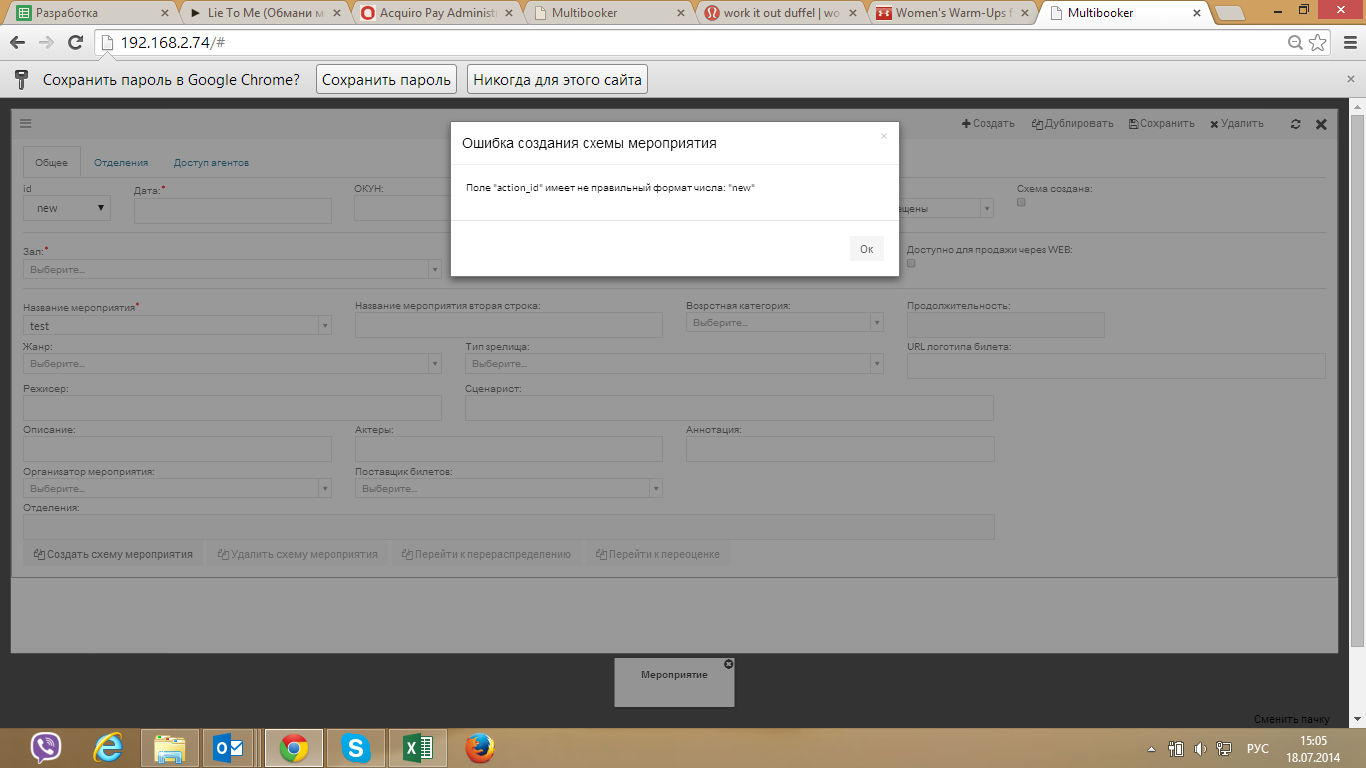 Разработка
Lie To Me (Обмани м
Acquiro Pay Administ
Multibooker
work it out duffel | wo
Women's Warm-Ups f
Multibooker
192.168.2.74/#
Сохранить пароль в Google Chrome?
Сохранить пароль
Никогда для этого сайта
Создать
Дублировать
Сохранить
Удалить
Ошибка создания схемы мероприятия
Поле "action_id" имеет не правильный формат числа: "new"
Ок
Общее
Отделения
Доступ агентов
id
Дата:*
ОКУН:
Схема создана:
new
ещены
Зал:*
Доступно для продажи через WEB:
Выберите...
Название мероприятия*
Название мероприятия вторая строка:
Возрстная категория:
Продолжительность:
test
Выберите...
Жанр:
Тип зрелища:
URL логотипа билета:
Выберите...
Выберите...
Режисер:
Сценарист:
Описание:
Актеры:
Аннотация:
Организатор мероприятия:
Поставщик билетов:
Выберите...
Выберите...
Отделения:
Создать схему мероприятия
Удалить схему мероприятия
Перейти к перераспределению
Перейти к переоценке
Мероприятие
Сменить пачку
РУС
15:05
18.07.2014